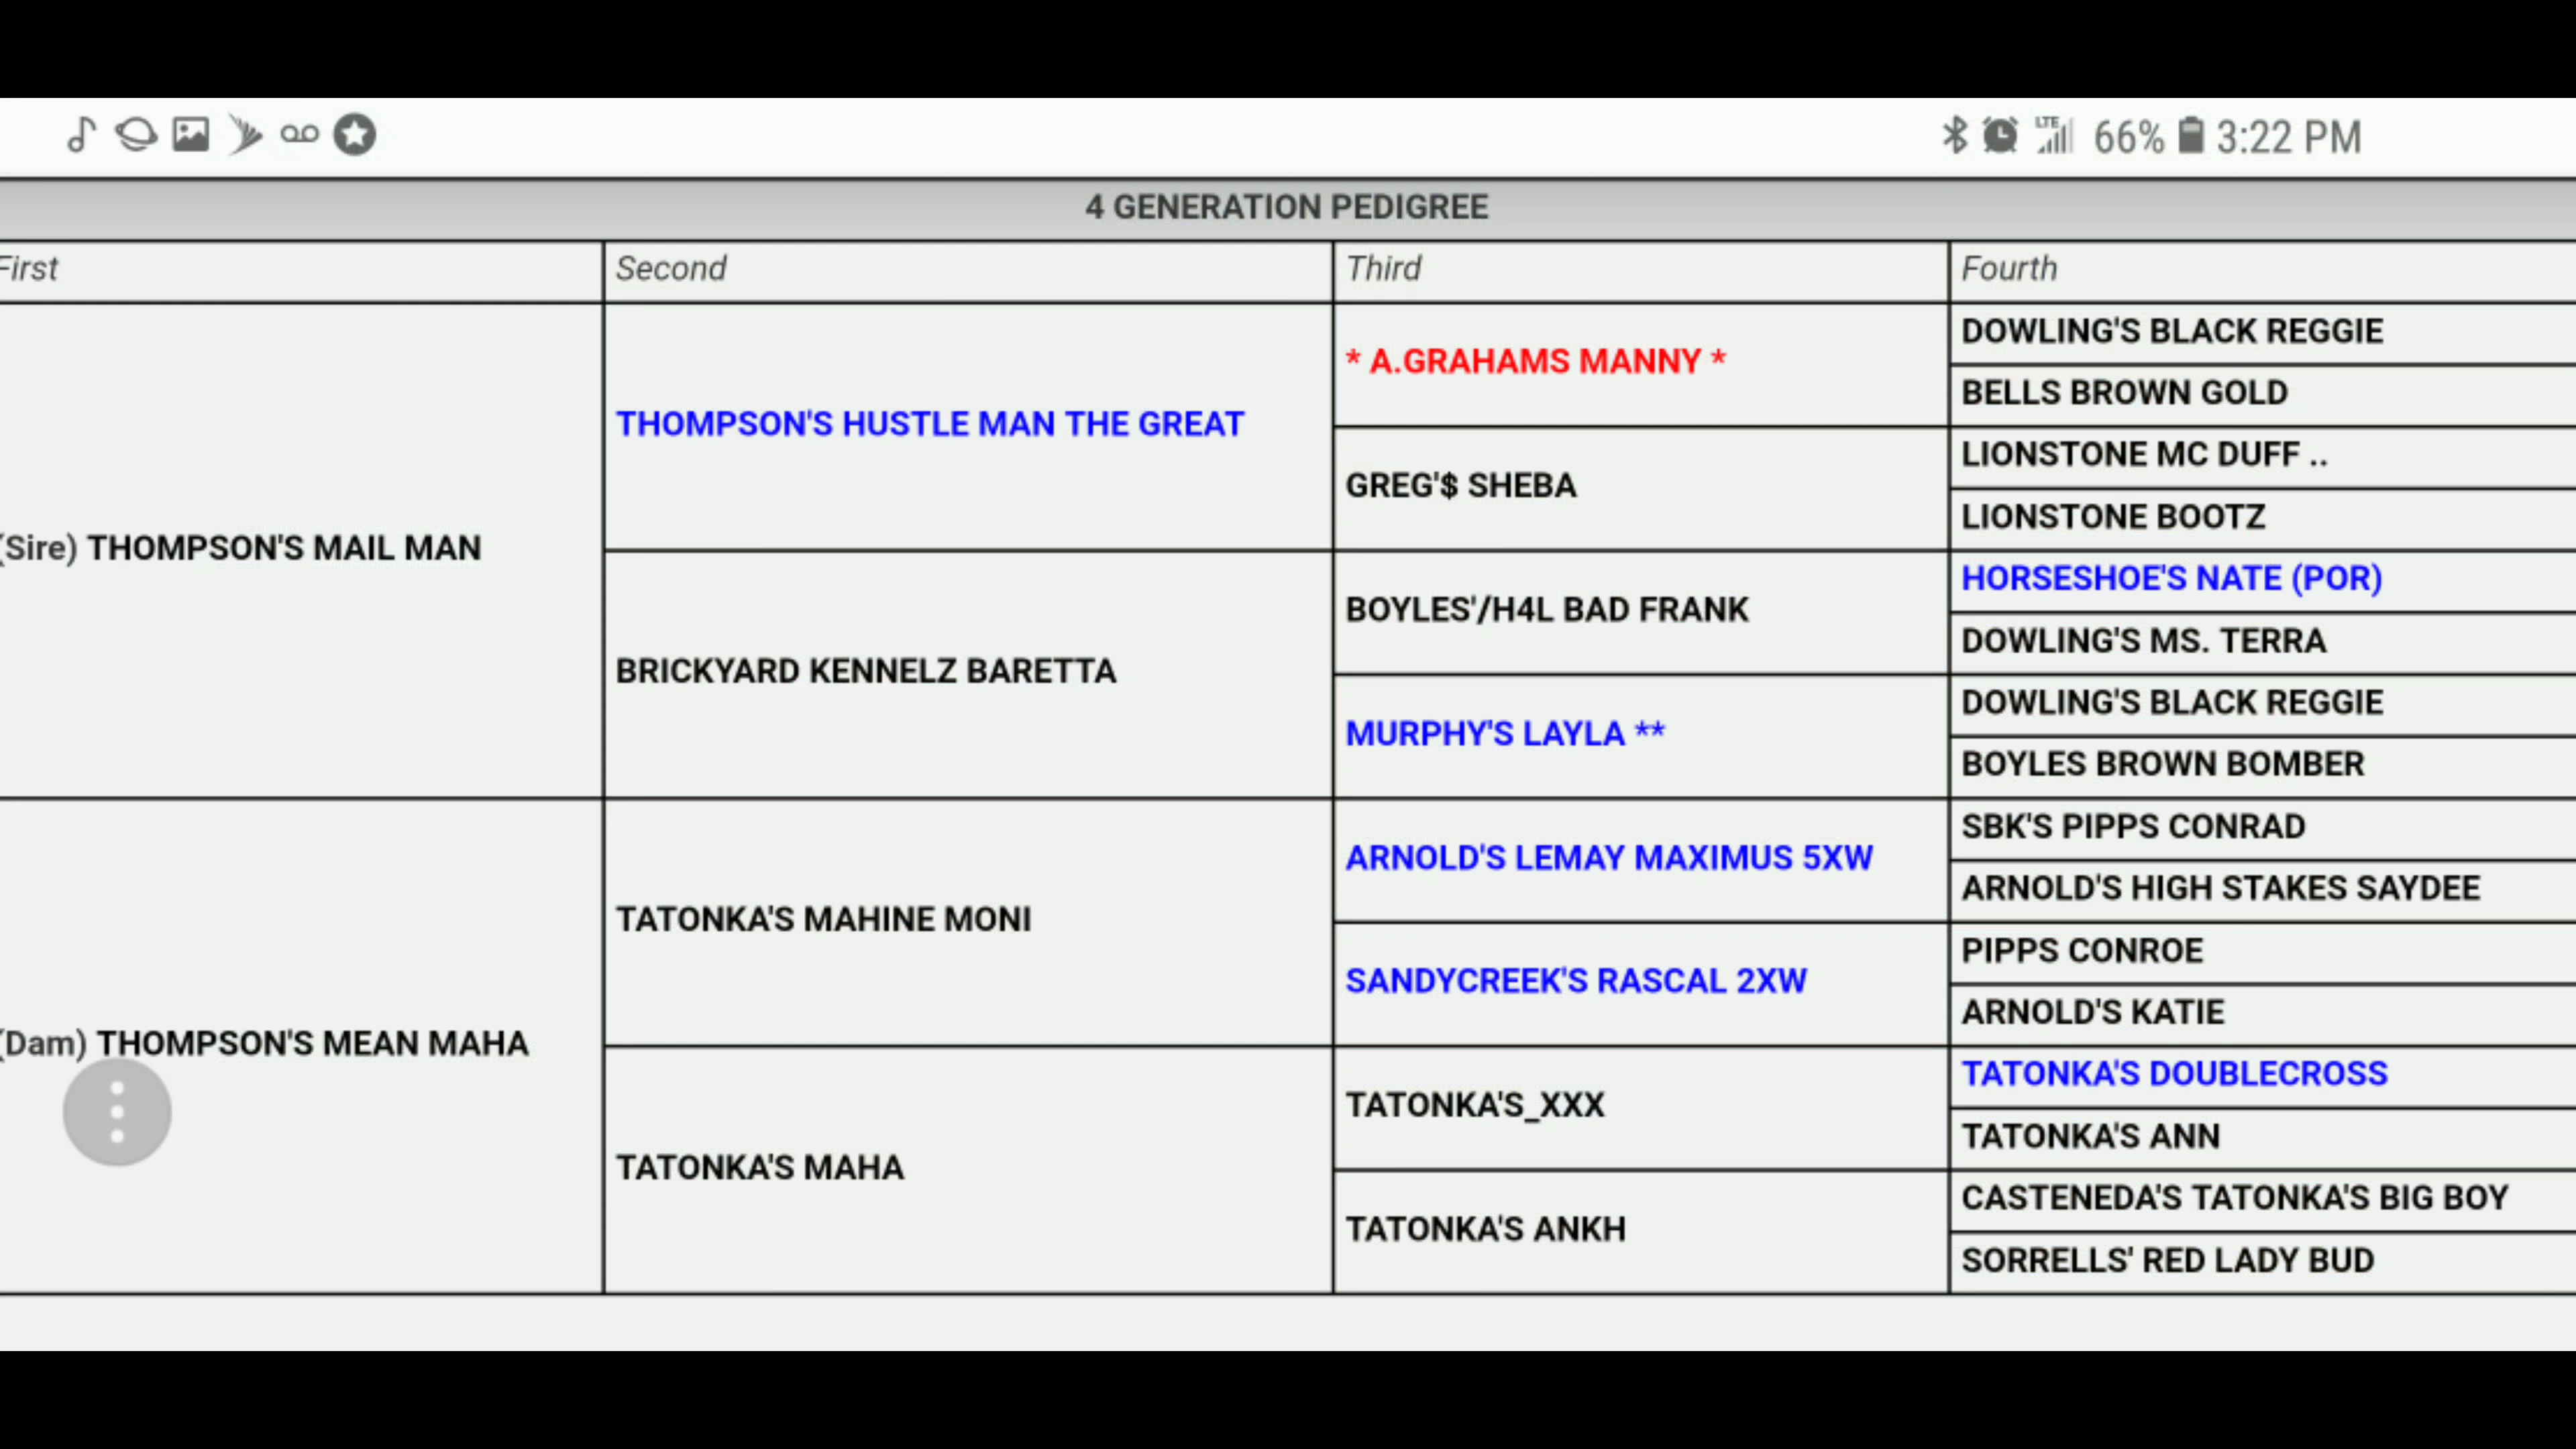 66% 3:22 PM
4 GENERATION PEDIGREE
First Second Third Fourth
DOWLING'S BLACK REGGIE
* A.GRAHAMS MANNY *
BELLS BROWN GOLD
THOMPSON'S HUSTLE MAN THE GREAT
LIONSTONE MC DUFF ..
GREG'$ SHEBA
LIONSTONE BOOTZ
(Sire) THOMPSON'S MAIL MAN
HORSESHOE'S NATE (POR)
BOYLES'/H4L BAD FRANK
DOWLING'S MS. TERRA
BRICKYARD KENNELZ BARETTA
DOWLING'S BLACK REGGIE
MURPHY'S LAYLA **
BOYLES BROWN BOMBER
SBK'S PIPPS CONRAD
ARNOLD'S LEMAY MAXIMUS 5XW
ARNOLD'S HIGH STAKES SAYDEE
TATONKA'S MAHINE MONI
PIPPS CONROE
SANDYCREEK'S RASCAL 2XW
ARNOLD'S KATIE
(Dam) THOMPSON'S MEAN MAHA
TATONKA'S DOUBLECROSS
TATONKA'S_XXX
TATONKA'S ANN
TATONKA'S MAHA
CASTENEDA'S TATONKA'S BIG BOY
TATONKA'S ANKH
SORRELLS' RED LADY BUD